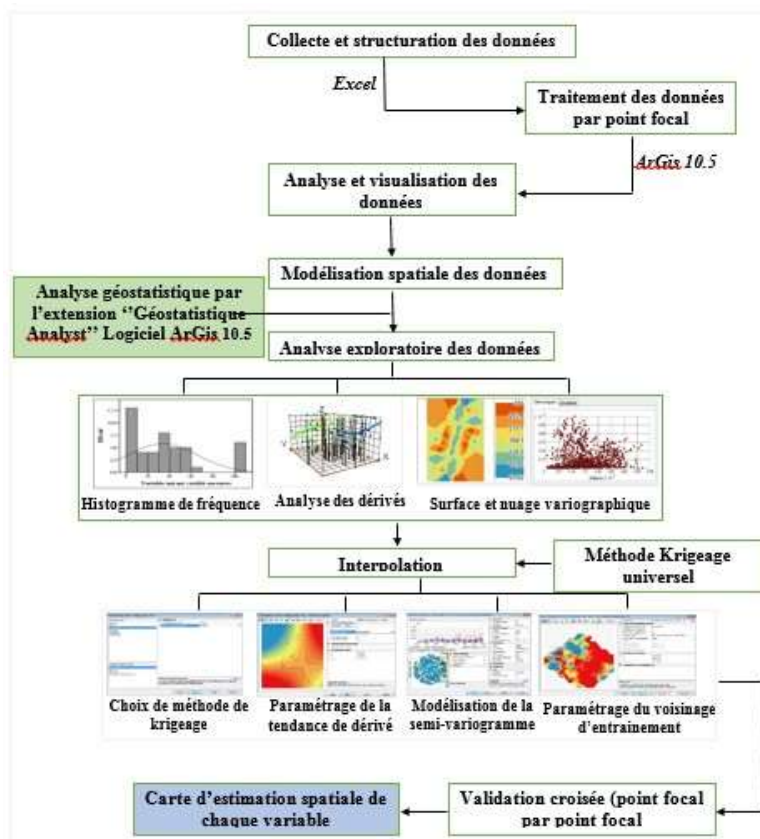 Collecte et structuration des données
Excel
Traitement des données
par point focal
ArGis 10.5
Analyse et visualisation des
données
Modélisation spatiale des données
Analyse géostatistique par
l'extension ‘’Géostatistique
Analyst’’ Logiciel ArGis 10.5
Analyse exploratoire des données
Histogramme de fréquence
Analyse des dérivés
Surface et nuage variographique
Interpolation
Méthode Krigeage
universel
Choix de méthode de
krigeage
Paramétrage de la
tendance de dérivé
Modélisation de la
semi-variogramme
Paramétrage du voisinage
d'entrainement
Carte d'estimation spatiale de
chaque variable
Validation croisée (point focal
par point focal